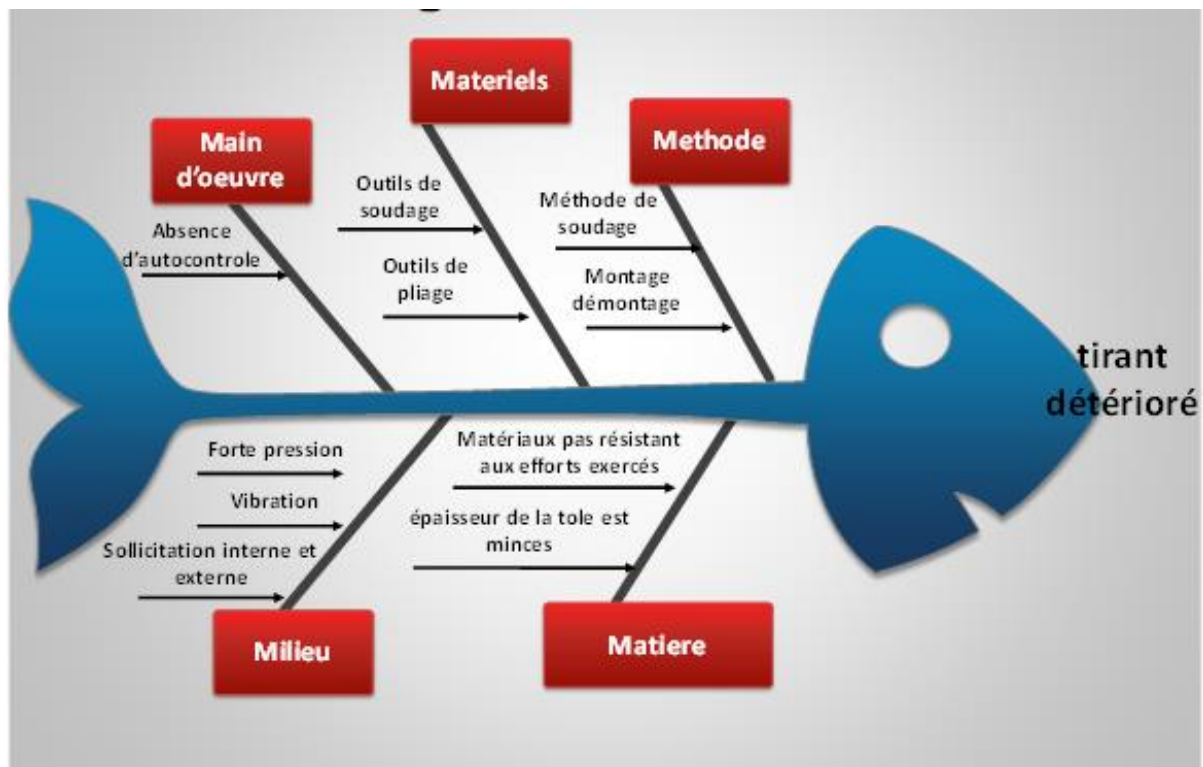 Materiels
Main
d'oeuvre
Methode
Outils de
soudage
Méthode de
soudage
Absence
d'autocontrole
Outils de
pliage
Montage
démontage
tirant
détérioré
Forte pression
Matériaux pas résistant
aux efforts exercés
Vibration
épaisseur de la tole est
minces
Sollicitation interne et
externe
Milieu
Matiere